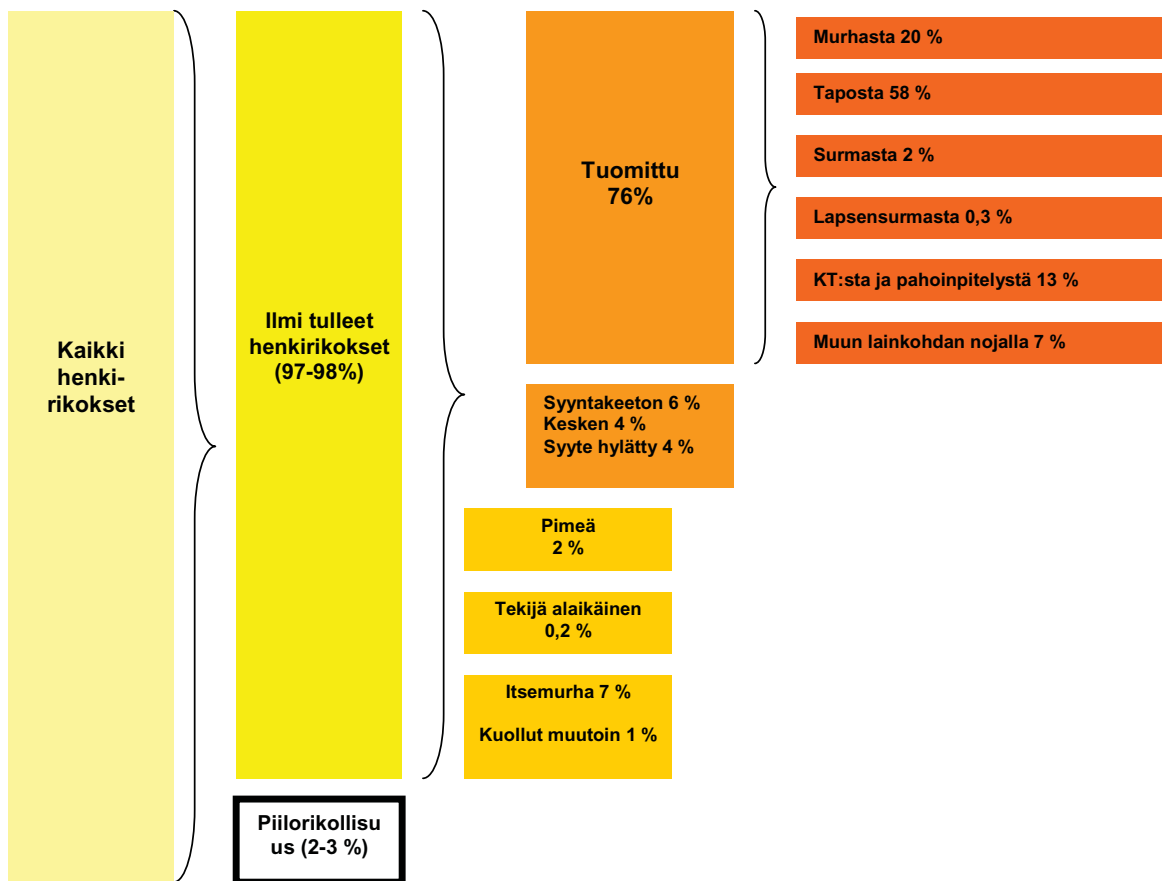 Kaikki
henki-
rikokset
Ilmi tulleet
henkirikokset
(97-98%)
Piilorikollisu
us (2-3 %)
Tuomittu
76%
Syyntakeeton 6 %
Kesken 4 %
Syyte hylätty 4 %
Pimeä
2 %
Tekijä alaikäinen
0,2 %
Itsemurha 7 %
Kuollut muutoin 1 %
Murhasta 20 %
Taposta 58 %
Surmasta 2 %
Lapsensurmasta 0,3 %
KT:sta ja pahoinpitelystä 13 %
Muun lainkohdan nojalla 7 %